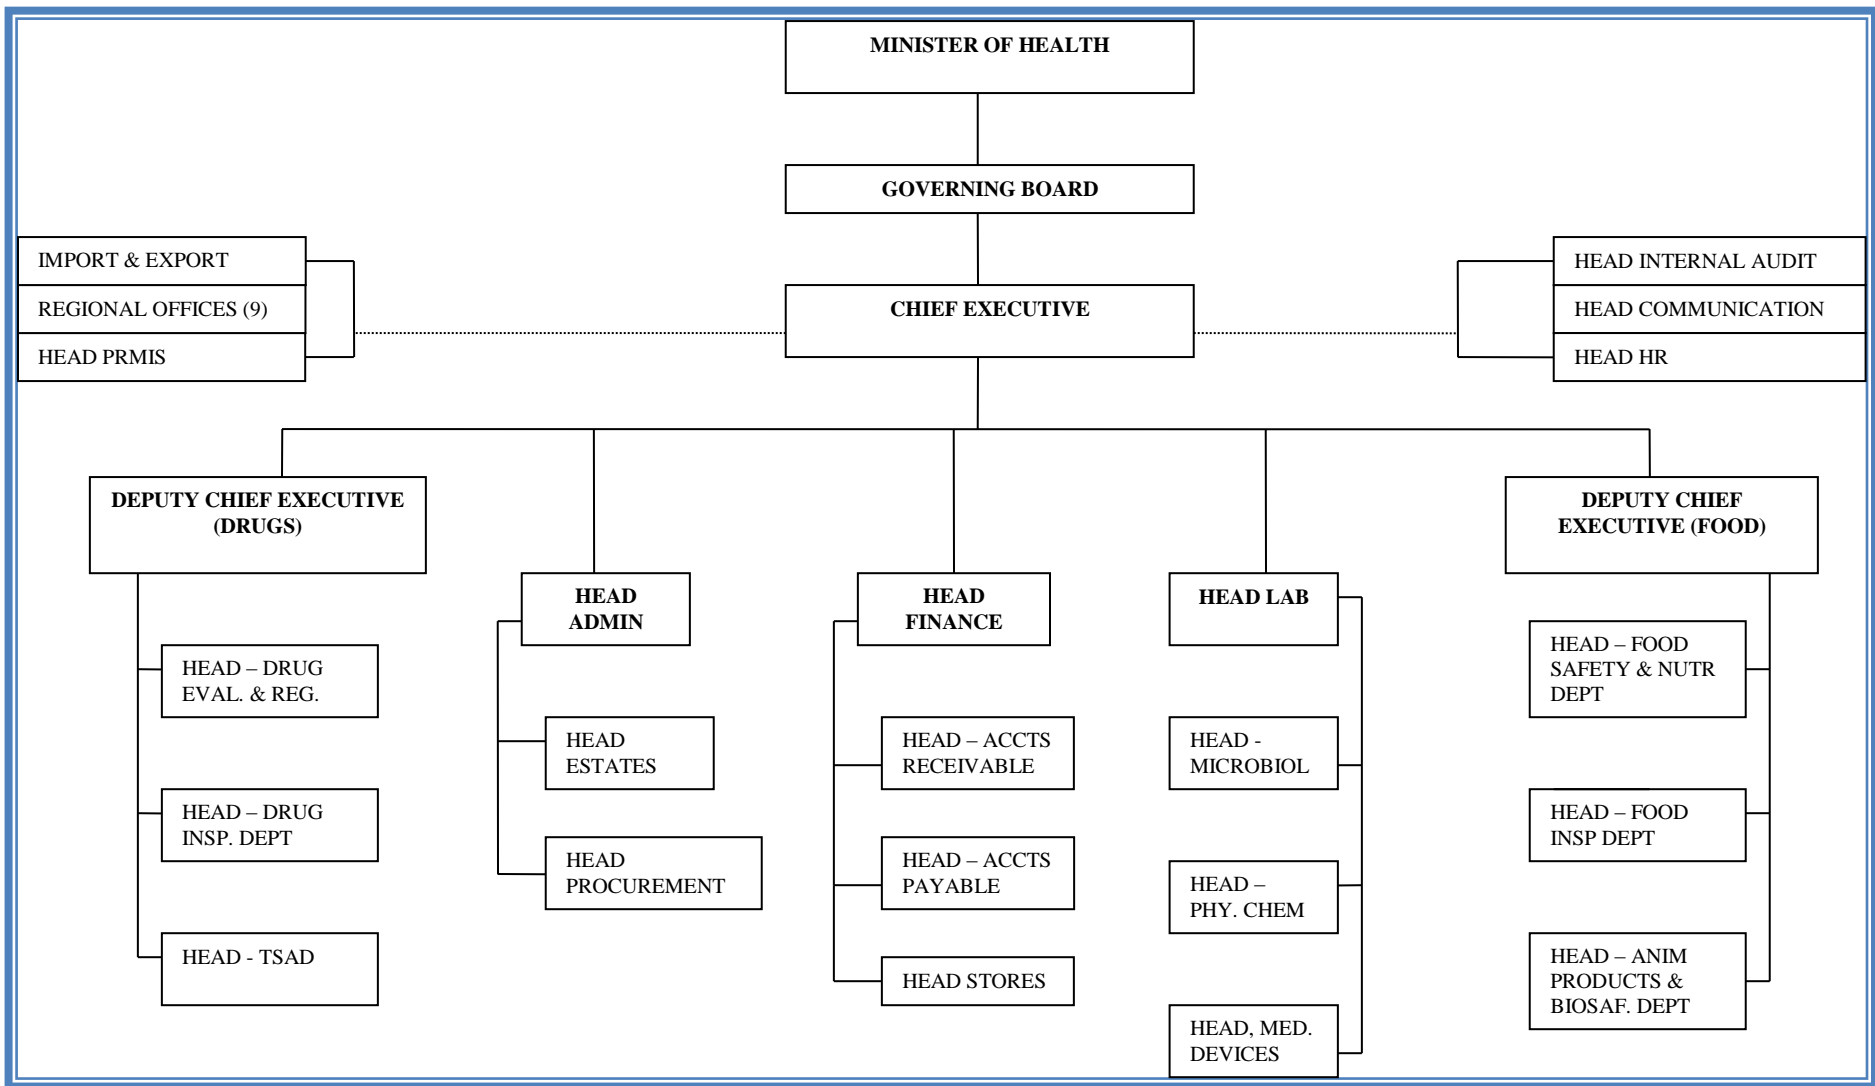 MINISTER OF HEALTH
GOVERNING BOARD
IMPORT & EXPORT
REGIONAL OFFICES (9)
HEAD PRMIS
CHIEF EXECUTIVE
HEAD INTERNAL AUDIT
HEAD COMMUNICATION
HEAD HR
DEPUTY CHIEF EXECUTIVE
(DRUGS)
HEAD – DRUG
EVAL. & REG.
HEAD – DRUG
INSP. DEPT
HEAD - TSAD
HEAD
ADMIN
HEAD
ESTATES
HEAD
PROCUREMENT
HEAD
FINANCE
HEAD – ACCTS
RECEIVABLE
HEAD – ACCTS
PAYABLE
HEAD STORES
HEAD LAB
HEAD -
MICROBIOL
HEAD –
PHY. CHEM
HEAD, MED.
DEVICES
DEPUTY CHIEF
EXECUTIVE (FOOD)
HEAD – FOOD
SAFETY & NUTR
DEPT
HEAD – FOOD
INSP DEPT
HEAD – ANIM
PRODUCTS &
BIOSAF. DEPT